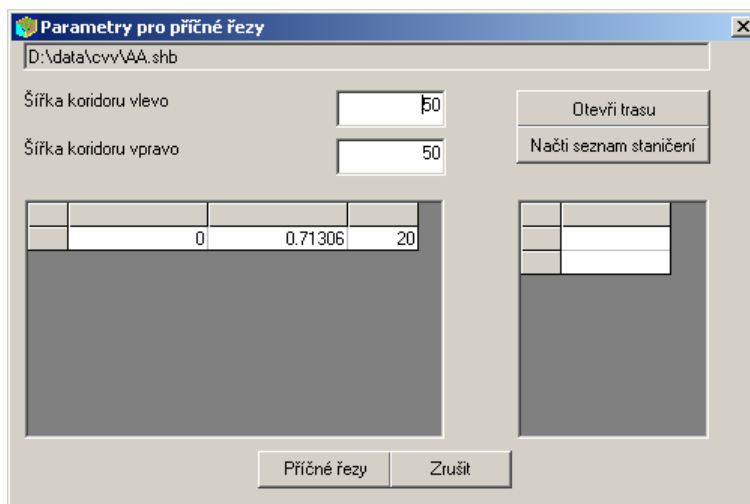 Parametry pro příčné řezy
D:\data\cvv\AA.shb
Šířka koridoru vlevo
50
Otevři trasu
Šířka koridoru vpravo
50
Načti seznam staničení
0 0.71306 20
Příčné řezy
Zrušit